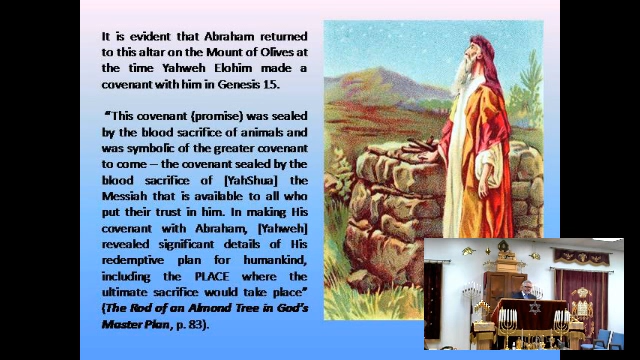 It is evident that Abraham returned
to this altar on the Mount of Olives at
the time Yahweh Elohim made a
covenant with him in Genesis 15.
“This covenant (promise) was sealed
by the blood sacrifice of animals and
was symbolic of the greater covenant
to come – the covenant sealed by the
blood sacrifice of [YahShua] the
Messiah that is available to all who
put their trust in him. In making His
covenant with Abraham, [Yahweh]
revealed significant details of His
redemptive plan for humankind,
including the PLACE where the
ultimate sacrifice would take place”
(The Rod of an Almond Tree in God’s
Master Plan, p. 83).